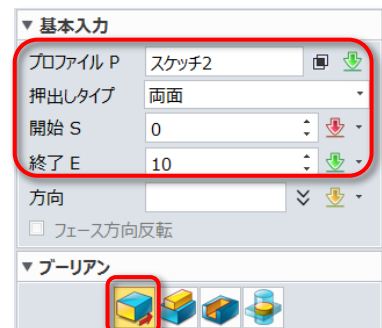 ▼ 基本入力
プロファイル P スケッチ2
押出しタイプ 両面
開始 S 0
終了 E 10
方向
フェース方向反転
▼ ブーリアン